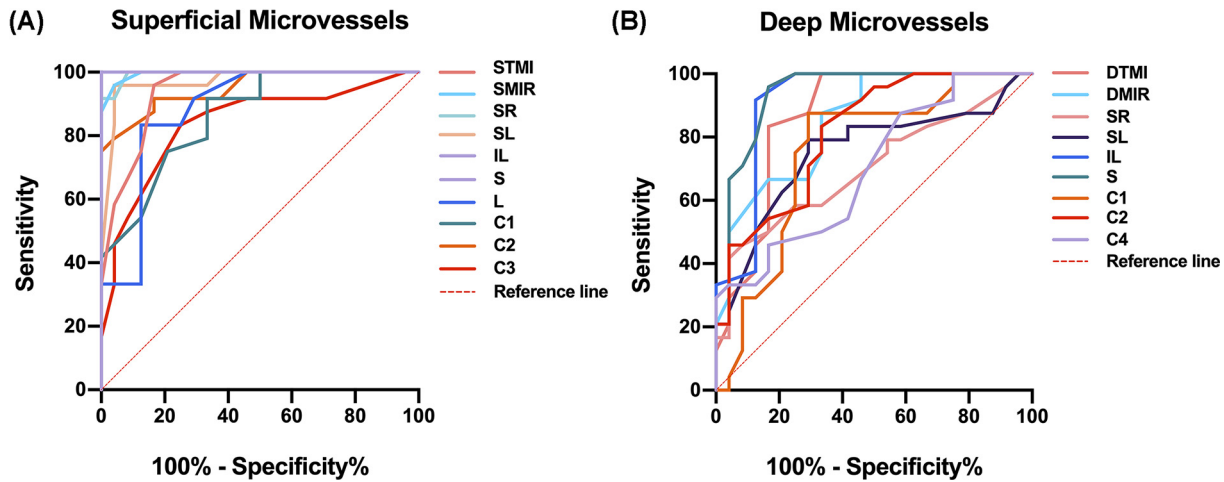 (A) Superficial Microvessels
100
80
60
40
20
0
Sensitivity
0 20 40 60 80 100
100% - Specificity%
STMI
SMIR
SR
SL
IL
S
L
C1
C2
C3
Reference line
(B) Deep Microvessels
100
80
60
40
20
0
Sensitivity
0 20 40 60 80 100
100% - Specificity%
DTMI
DMIR
SR
SL
IL
S
C1
C2
C4
Reference line